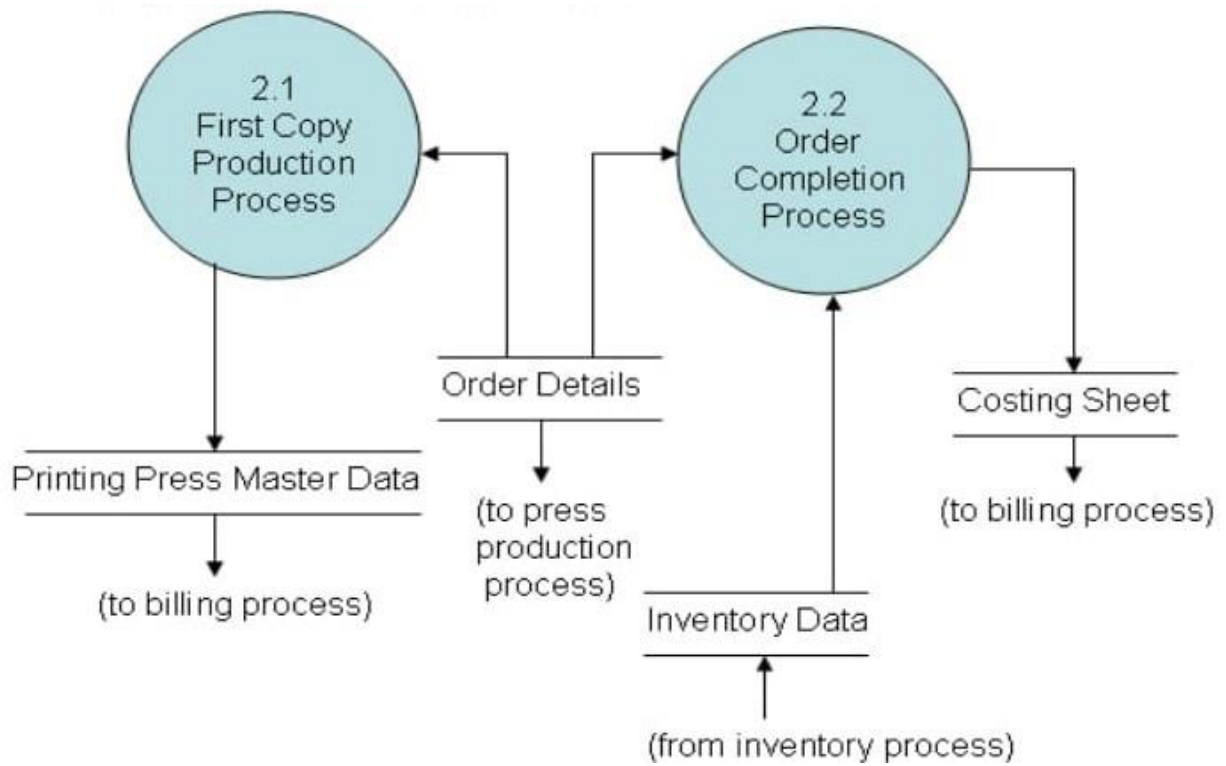 2.1
First Copy
Production
Process
2.2
Order
Completion
Process
Order Details
Costing Sheet
Printing Press Master Data
(to press
production
process)
(to billing process)
(to billing process)
Inventory Data
(from inventory process)